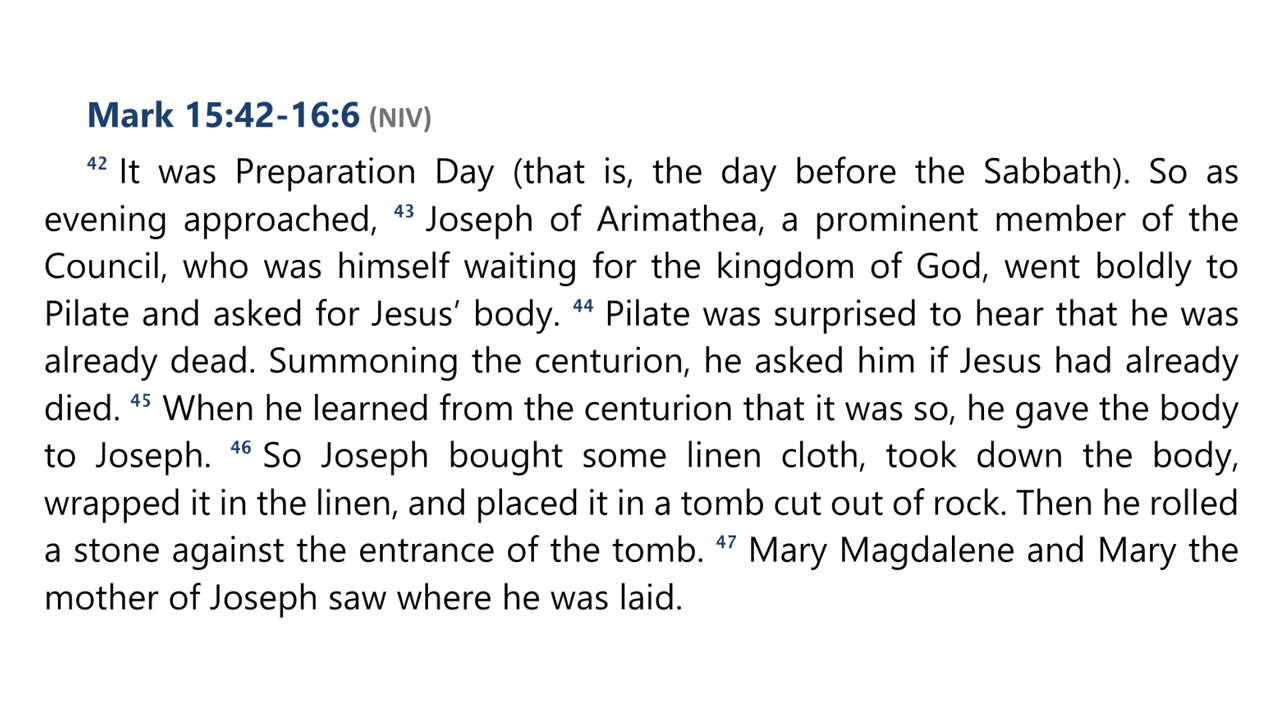 Mark 15:42-16:6 (NIV)
42 It was Preparation Day (that is, the day before the Sabbath). So as
evening approached, 43 Joseph of Arimathea, a prominent member of the
Council, who was himself waiting for the kingdom of God, went boldly to
Pilate and asked for Jesus’ body. 44 Pilate was surprised to hear that he was
already dead. Summoning the centurion, he asked him if Jesus had already
died. 45 When he learned from the centurion that it was so, he gave the body
to Joseph. 46 So Joseph bought some linen cloth, took down the body,
wrapped it in the linen, and placed it in a tomb cut out of rock. Then he rolled
a stone against the entrance of the tomb. 47 Mary Magdalene and Mary the
mother of Joseph saw where he was laid.